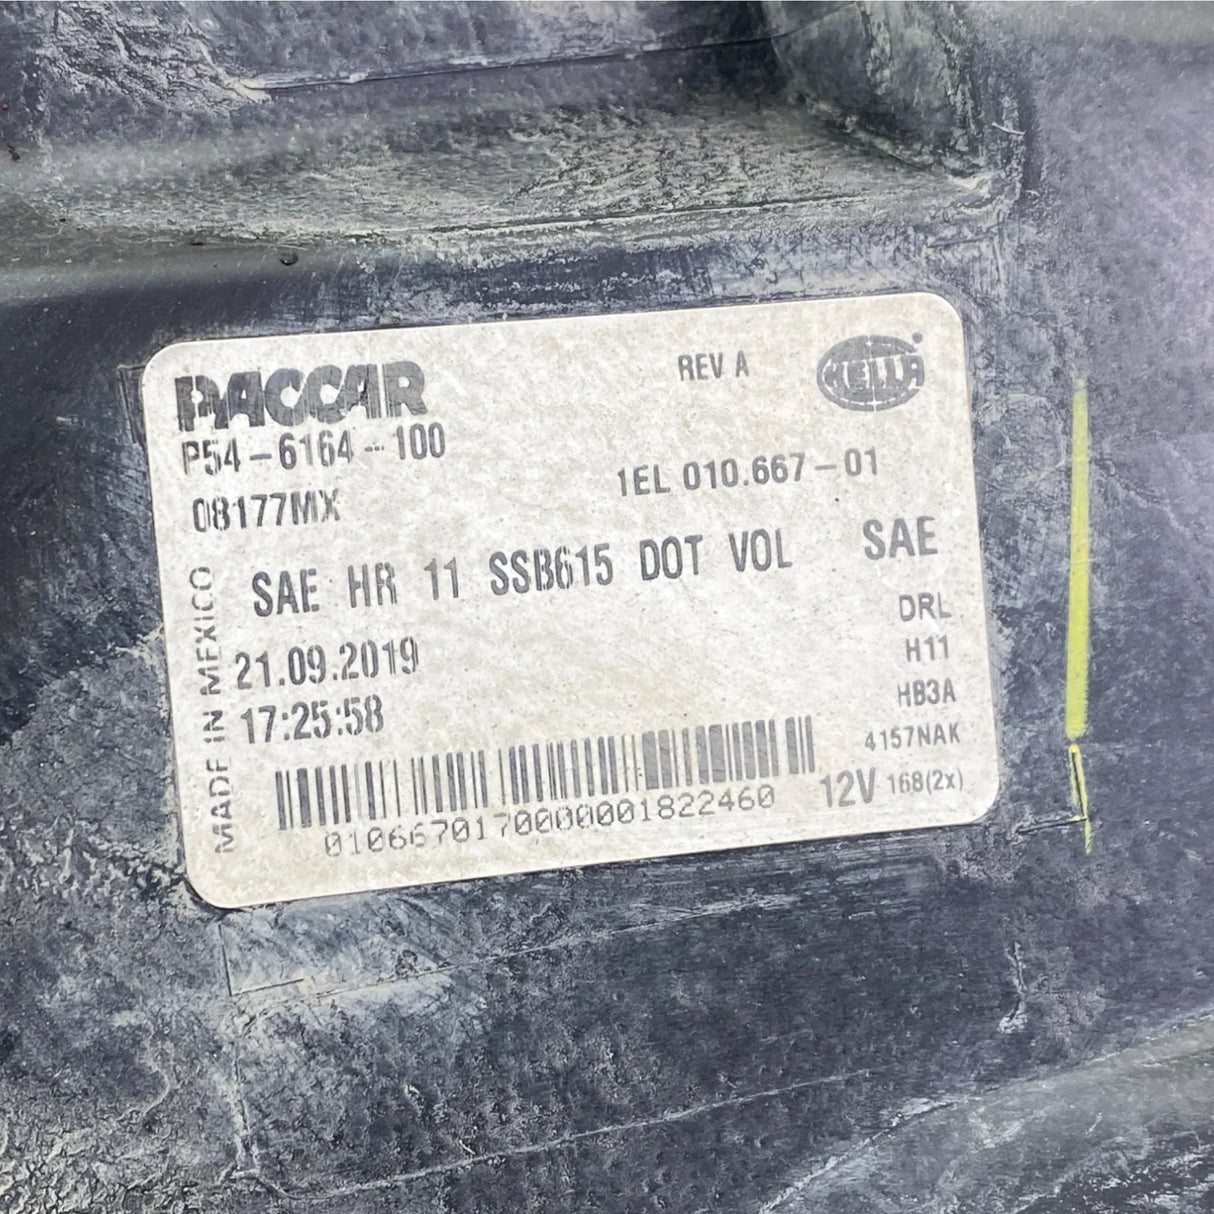 PACCAR
REV A
HELLA
P54-6164-100
1EL 010.667-01
08177MX
SAE HR 11 SSB615 DOT VOL SAE
DRL
H11
HB3A
4157NAK
12V 168(2x)
MADE IN MEXICO
21.09.2019
17:25:58
0106670170000001822460